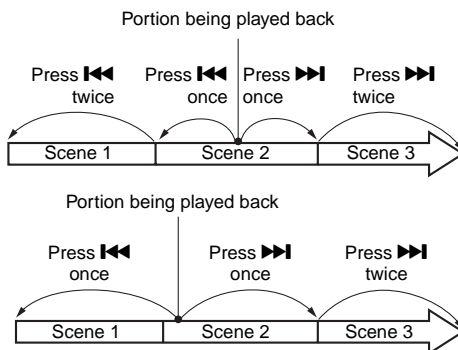 Portion being played back
Press ⏮ Press ⏮ Press ⏭ Press ⏭
twice once once twice
Scene 1 Scene 2 Scene 3
Portion being played back
Press ⏮ Press ⏭ Press ⏭
once once twice
Scene 1 Scene 2 Scene 3